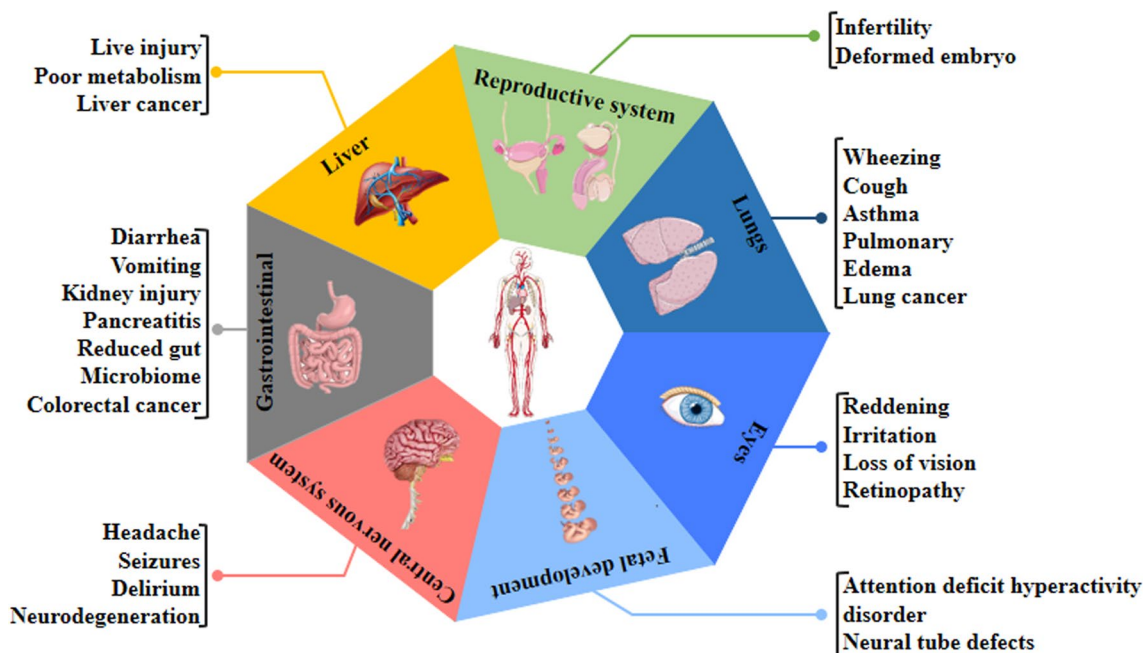 Live injury
Poor metabolism
Liver cancer
Liver
Reproductive system
Infertility
Deformed embryo
Lungs
Wheezing
Cough
Asthma
Pulmonary
Edema
Lung cancer
Diarrhea
Vomiting
Kidney injury
Pancreatitis
Reduced gut
Microbiome
Colorectal cancer
Gastrointestinal
Eyes
Reddening
Irritation
Loss of vision
Retinopathy
Headache
Seizures
Delirium
Neurodegeneration
Central nervous system
Fetal development
Attention deficit hyperactivity
disorder
Neural tube defects